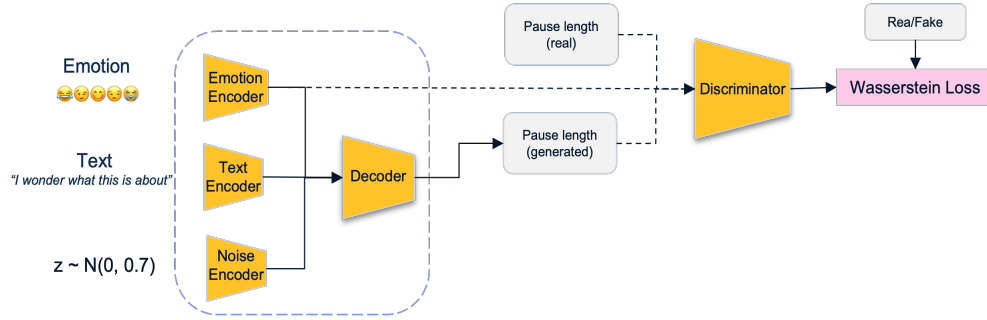 Emotion
😂😉😋😏😭
Text
“I wonder what this is about”
z ~ N(0, 0.7)
Emotion
Encoder
Text
Encoder
Noise
Encoder
Decoder
Pause length
(real)
Pause length
(generated)
Discriminator
Rea/Fake
Wasserstein Loss